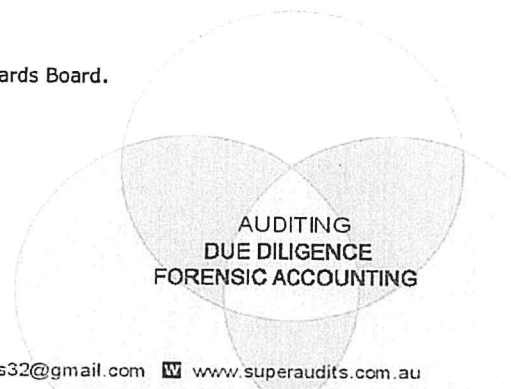 ards Board.
AUDITING
DUE DILIGENCE
FORENSIC ACCOUNTING
s32@gmail.com W www.superaudits.com.au